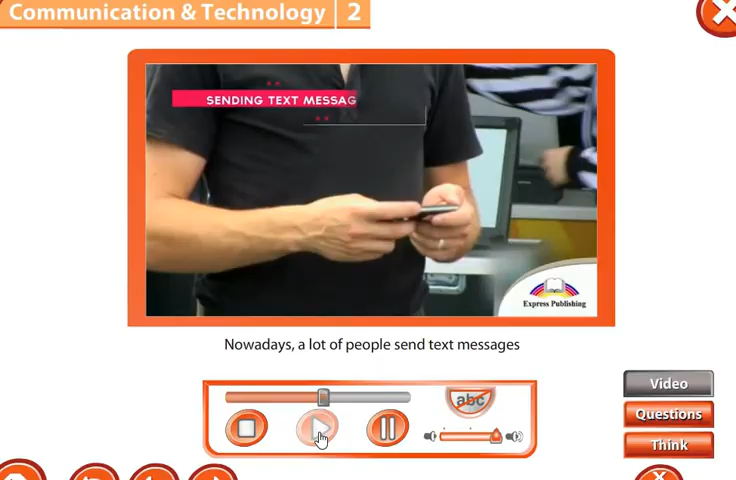 Communication & Technology 2
SENDING TEXT MESSAG
Express Publishing
Nowadays, a lot of people send text messages
abc
Video
Questions
Think